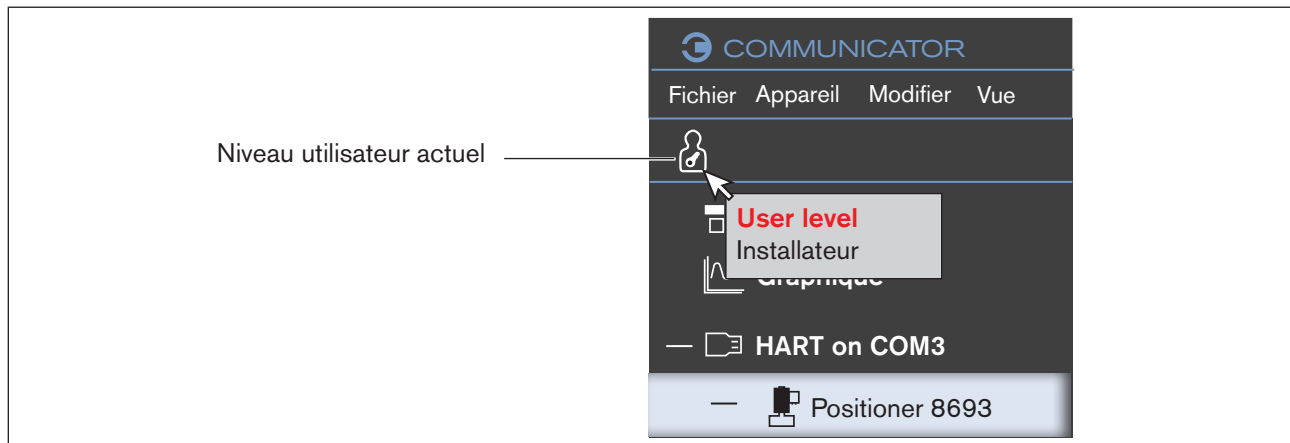 COMMUNICATOR
Fichier Appareil Modifier Vue
Niveau utilisateur actuel
User level
Installateur
Graphique
HART on COM3
Positioner 8693